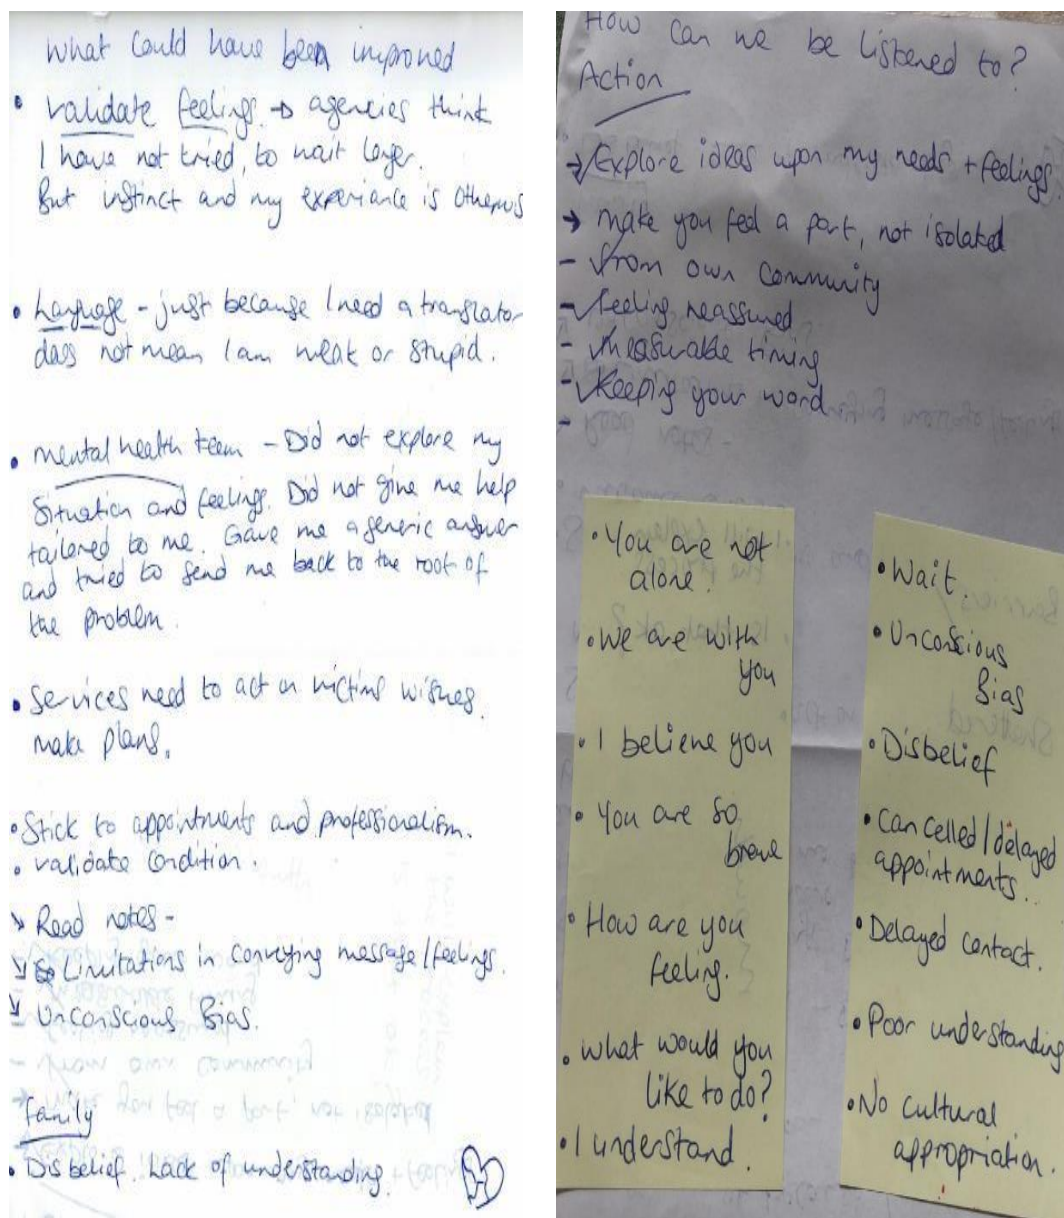 What could have been improved
• Validate feelings → agencies think
I have not tried, to wait longer.
But instinct and my experiance is otherwis
• Language - just because I need a translator
does not mean I am weak or stupid.
• Mental health team - Did not explore my
situation and feelings. Did not give me help
tailored to me. Gave me a generic answer
and tried to send me back to the root of
the problem.
• Services need to act on victims wishes.
make plans.
• Stick to appointments and professionalism.
• validate condition.
↘ Read notes -
↘ Limitations in conveying message/feelings.
↘ Unconscious Bias.
Family
• Disbelief. Lack of understanding.
How can we be listened to?
Action
→ Explore ideas upon my needs + feelings
→ make you feel a part, not isolated
- from own community
- feeling reassured
- Measurable timing
- Keeping your word
-
• You are not
alone.
• We are with
you
• I believe you
• You are so
brave
• How are you
feeling.
• What would you
like to do?
• I understand.
• Wait.
• Unconsious
Bias
• Disbelief
• Cancelled/delayed
appointments..
• Delayed contact.
• Poor understanding
• No cultural
appropriation.